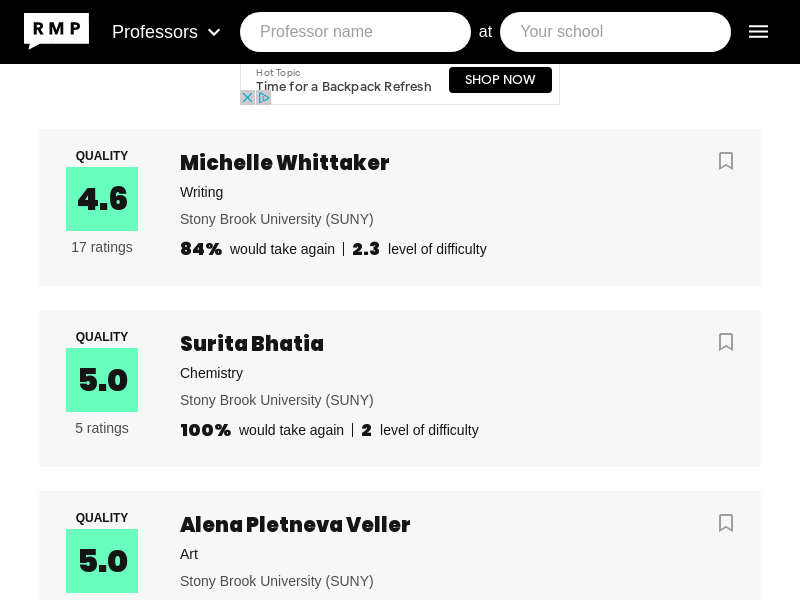 RMP
Professors
Professor name
at
Your school
Hot Topic
Time for a Backpack Refresh
SHOP NOW
QUALITY
4.6
17 ratings
Michelle Whittaker
Writing
Stony Brook University (SUNY)
84% would take again
2.3 level of difficulty
QUALITY
5.0
5 ratings
Surita Bhatia
Chemistry
Stony Brook University (SUNY)
100% would take again
2 level of difficulty
QUALITY
5.0
Alena Pletneva Veller
Art
Stony Brook University (SUNY)